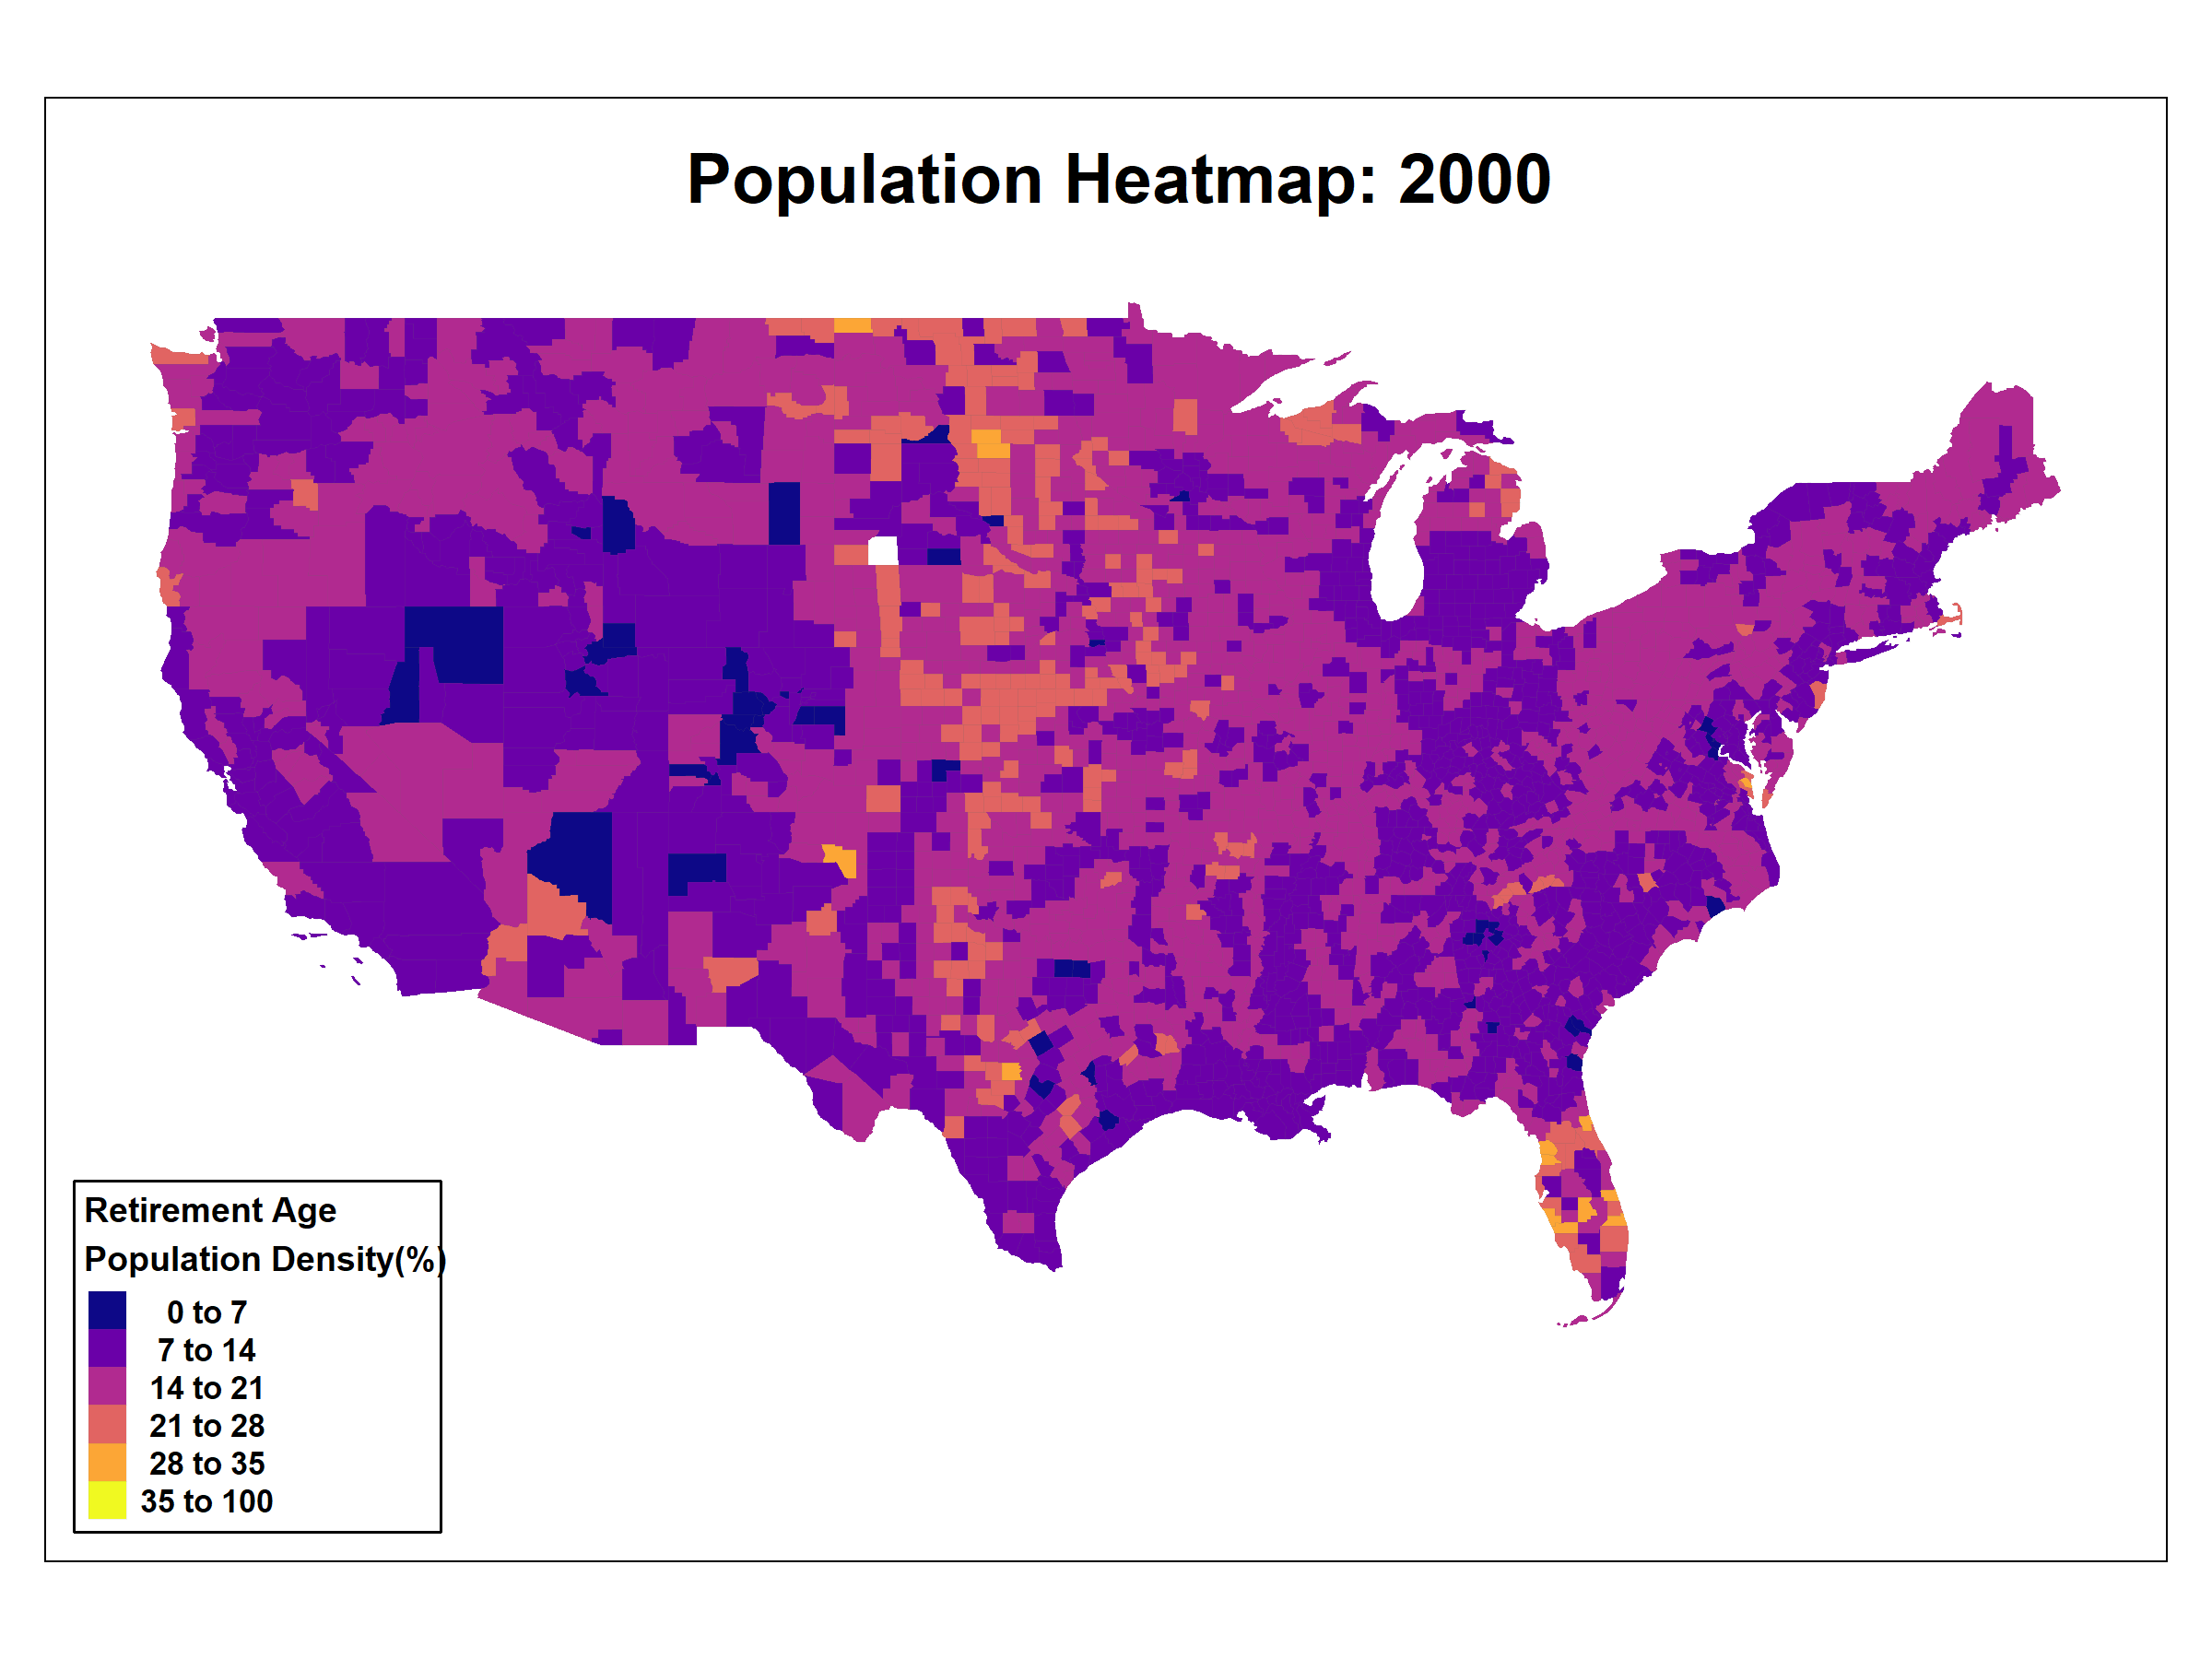 Population Heatmap: 2000
Retirement Age
Population Density(%)
0 to 7
7 to 14
14 to 21
21 to 28
28 to 35
35 to 100